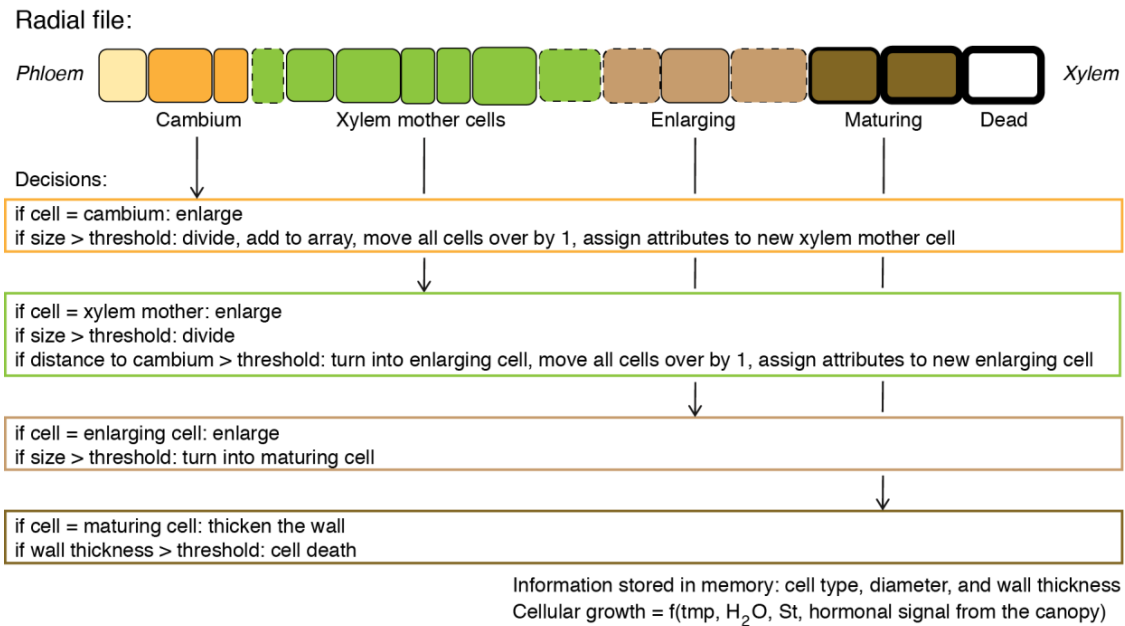 Radial file:
Phloem
Xylem
Cambium
Xylem mother cells
Enlarging
Maturing
Dead
Decisions:
if cell = cambium: enlarge
if size > threshold: divide, add to array, move all cells over by 1, assign attributes to new xylem mother cell
if cell = xylem mother: enlarge
if size > threshold: divide
if distance to cambium > threshold: turn into enlarging cell, move all cells over by 1, assign attributes to new enlarging cell
if cell = enlarging cell: enlarge
if size > threshold: turn into maturing cell
if cell = maturing cell: thicken the wall
if wall thickness > threshold: cell death
Information stored in memory: cell type, diameter, and wall thickness
Cellular growth = f(tmp, H₂O, St, hormonal signal from the canopy)